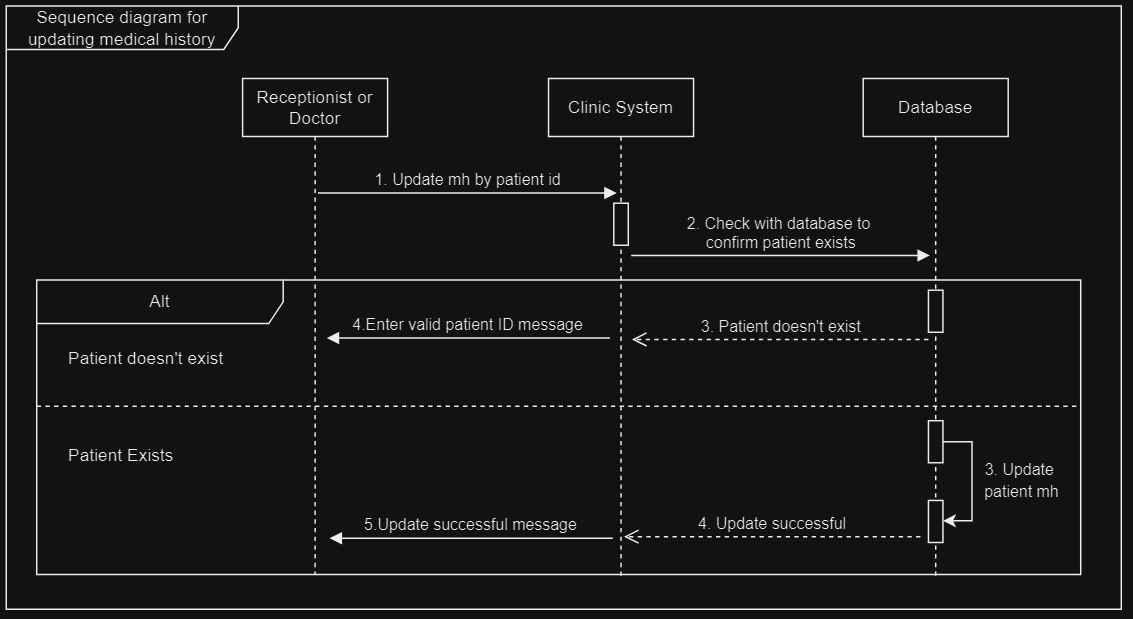 Sequence diagram for
updating medical history
Receptionist or
Doctor
Clinic System
Database
1. Update mh by patient id
2. Check with database to
confirm patient exists
Alt
4.Enter valid patient ID message
3. Patient doesn't exist
Patient doesn't exist
Patient Exists
3. Update
patient mh
5.Update successful message
4. Update successful